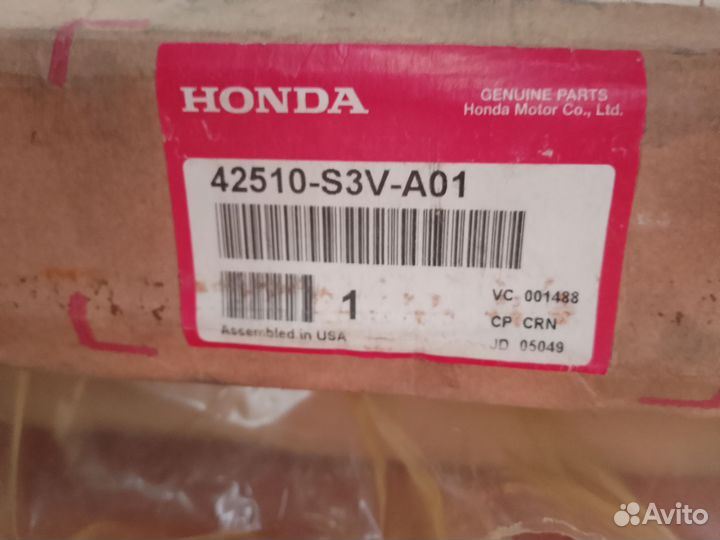 HONDA
GENUINE PARTS
Honda Motor Co., Ltd.
42510-S3V-A01
1
VC 001488
CP CRN
Assembled in USA
JD 05049
Avito